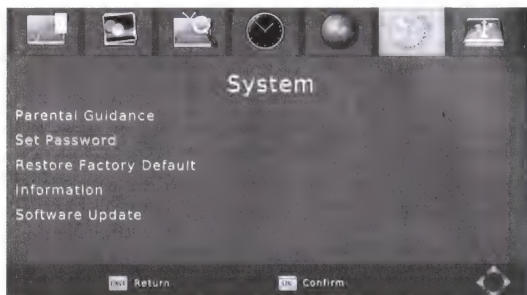 System
Parental Guidance
Set Password
Restore Factory Default
Information
Software Update
Return
Confirm